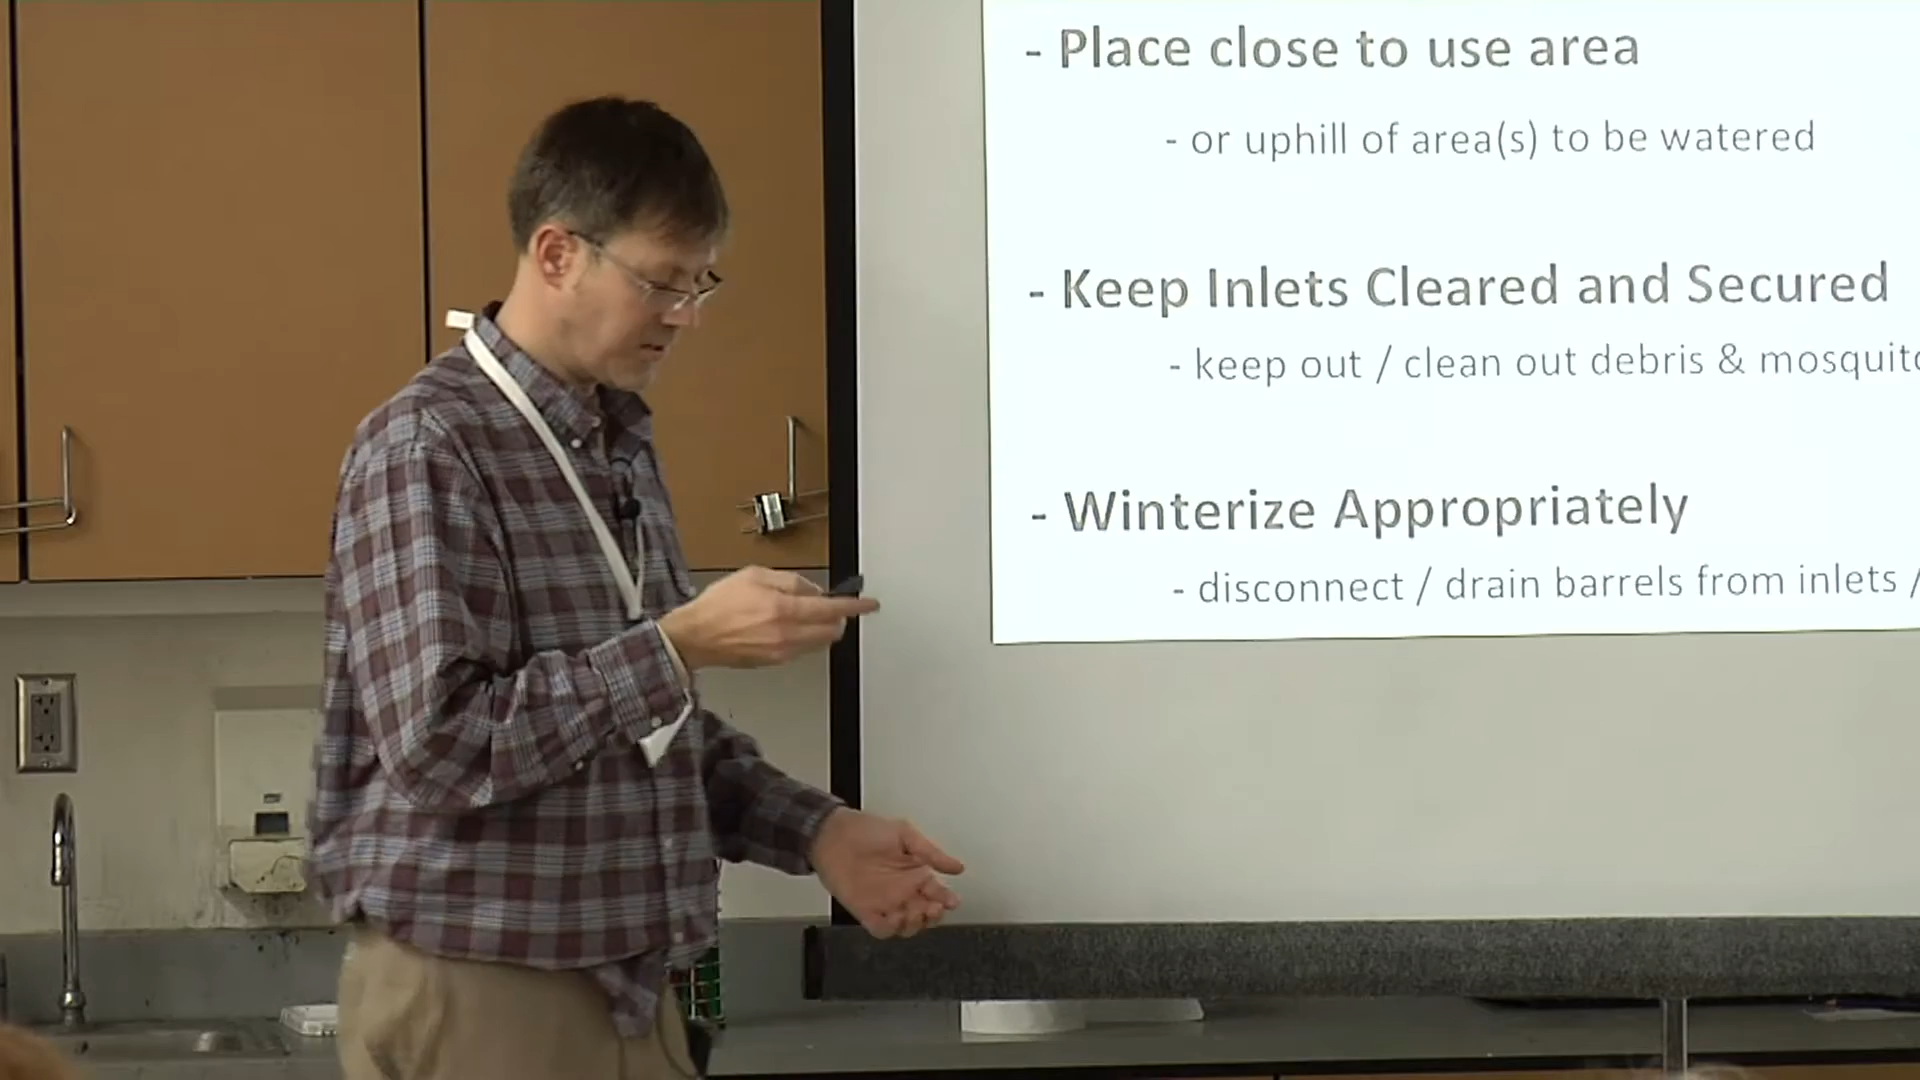 - Place close to use area
- or uphill of area(s) to be watered
- Keep Inlets Cleared and Secured
- keep out / clean out debris &
- Winterize Appropriately
- disconnect / drain barrels from inlets /